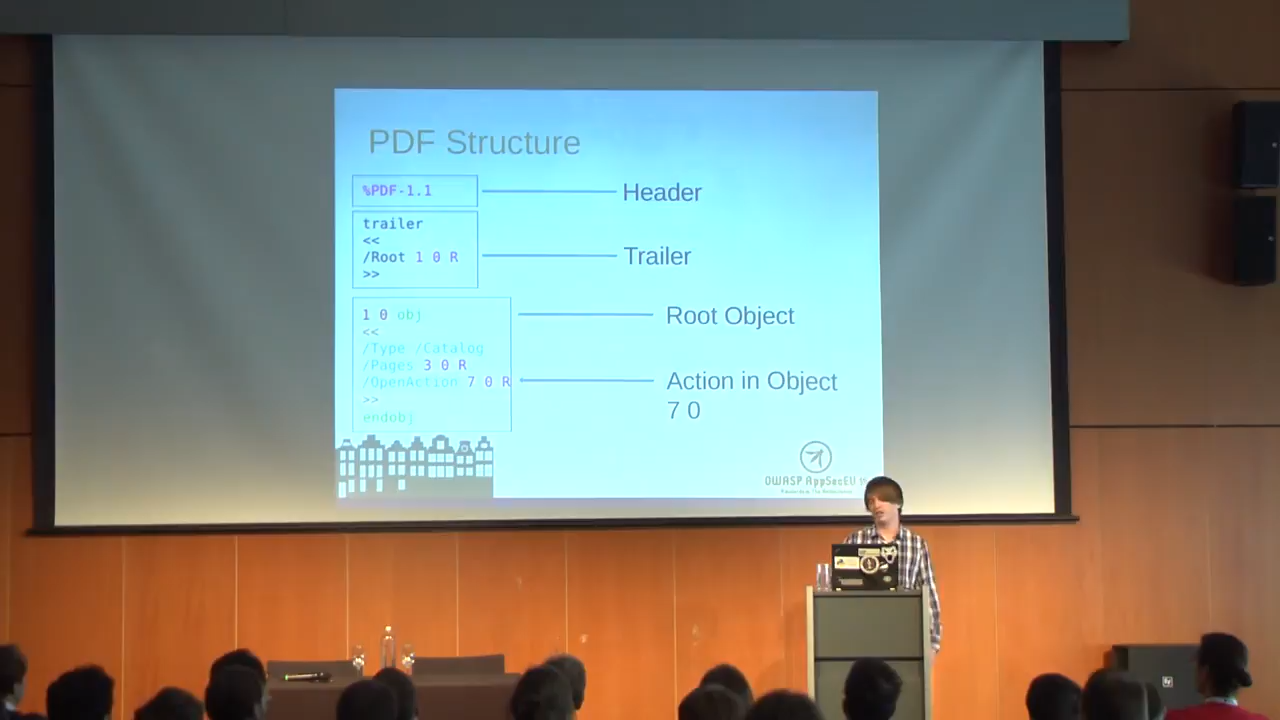 PDF Structure
%PDF-1.1
Header
trailer
<<
/Root 1 0 R
>>
Trailer
1 0 obj
<<
/Type /Catalog
/Pages 3 0 R
/OpenAction 7 0 R
>>
endobj
Root Object
Action in Object
7 0
OWASP AppSecEU